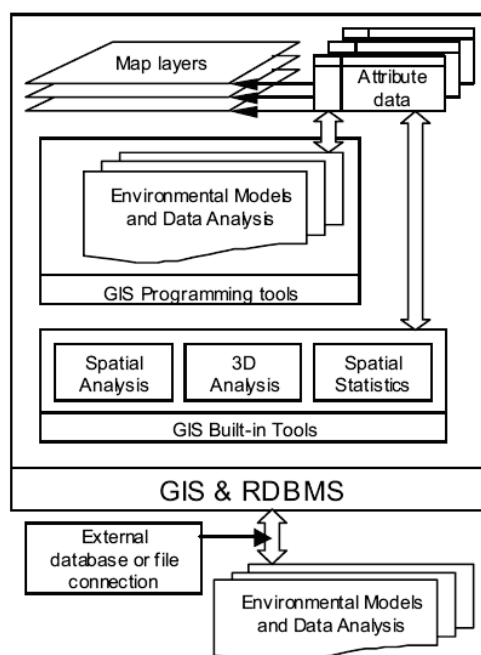 Map layers
Attribute
data
Environmental Models
and Data Analysis
GIS Programming tools
Spatial
Analysis
3D
Analysis
Spatial
Statistics
GIS Built-in Tools
GIS & RDBMS
External
database or file
connection
Environmental Models
and Data Analysis